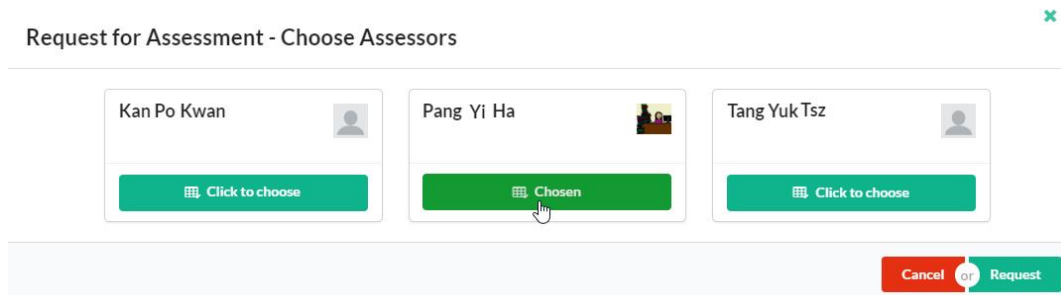 Request for Assessment - Choose Assessors
Kan Po Kwan
Pang Yi Ha
Tang Yuk Tsz
Click to choose
Chosen
Click to choose
Cancel or Request